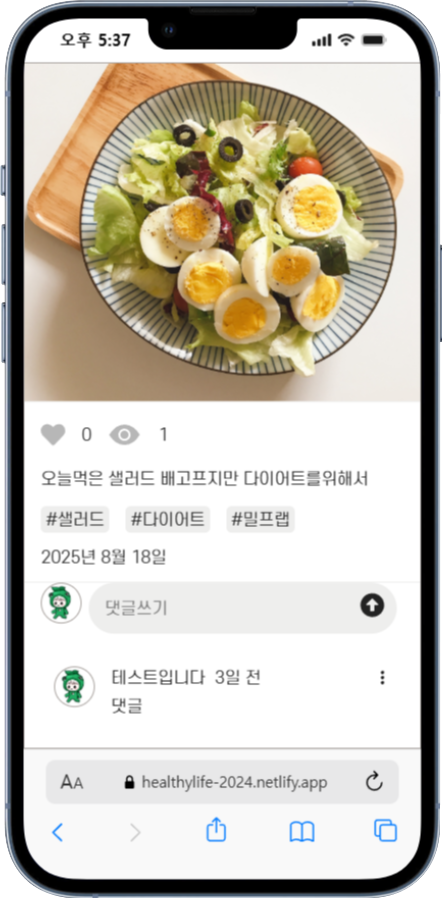 오후 5:37
0 1
오늘먹은 샐러드 배고프지만 다이어트를위해서
#샐러드 #다이어트 #밀프랩
2025년 8월 18일
댓글쓰기
테스트입니다 3일 전
댓글
AA healthylife-2024.netlify.app